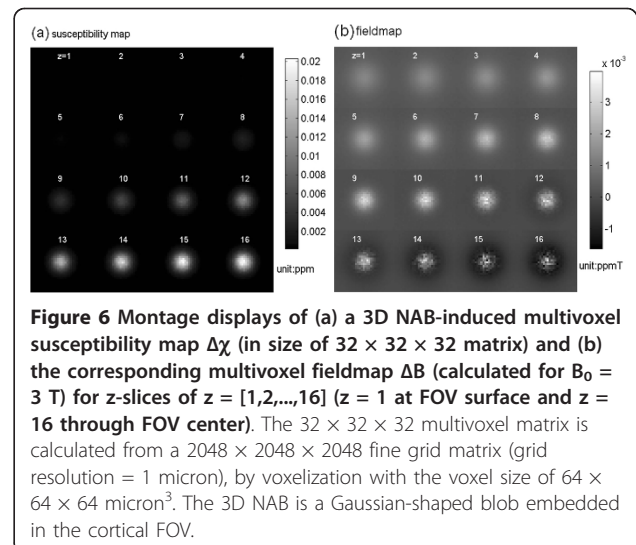 (a) susceptibility map
z=1 2 3 4
5 6 7 8
9 10 11 12
13 14 15 16
0.02
0.018
0.016
0.014
0.012
0.01
0.008
0.006
0.004
0.002
unit:ppm
(b) fieldmap
z=1 2 3 4
5 6 7 8
9 10 11 12
13 14 15 16
x 10⁻³
3
2
1
0
-1
unit:ppmT
Figure 6 Montage displays of (a) a 3D NAB-induced multivoxel
susceptibility map Δχ (in size of 32 × 32 × 32 matrix) and (b)
the corresponding multivoxel fieldmap ΔB (calculated for B₀ =
3 T) for z-slices of z = [1,2,...,16] (z = 1 at FOV surface and z =
16 through FOV center). The 32 × 32 × 32 multivoxel matrix is
calculated from a 2048 × 2048 × 2048 fine grid matrix (grid
resolution = 1 micron), by voxelization with the voxel size of 64 ×
64 × 64 micron³. The 3D NAB is a Gaussian-shaped blob embedded
in the cortical FOV.